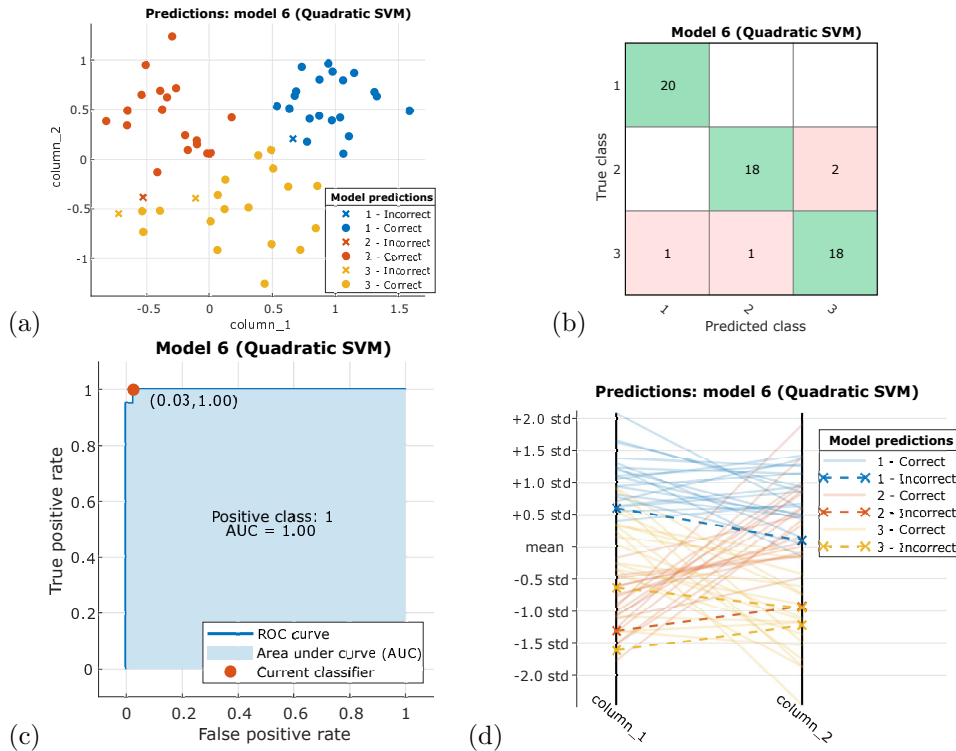 Predictions: model 6 (Quadratic SVM)
column_2
1
0.5
0
-0.5
-1
-0.5
0
0.5
1
1.5
column_1
Model predictions
1 - Incorrect
1 - Correct
2 - Incorrect
2 - Correct
3 - Incorrect
3 - Correct
(a)
Model 6 (Quadratic SVM)
True class
1
2
3
20
18
2
1
1
18
1
2
3
Predicted class
(b)
Model 6 (Quadratic SVM)
True positive rate
1
0.8
0.6
0.4
0.2
0
(0.03,1.00)
Positive class: 1
AUC = 1.00
ROC curve
Area under curve (AUC)
Current classifier
0
0.2
0.4
0.6
0.8
1
False positive rate
(c)
Predictions: model 6 (Quadratic SVM)
+2.0 std
+1.5 std
+1.0 std
+0.5 std
mean
-0.5 std
-1.0 std
-1.5 std
-2.0 std
column_1
column_2
Model predictions
1 - Correct
1 - Incorrect
2 - Correct
2 - Incorrect
3 - Correct
3 - Incorrect
(d)